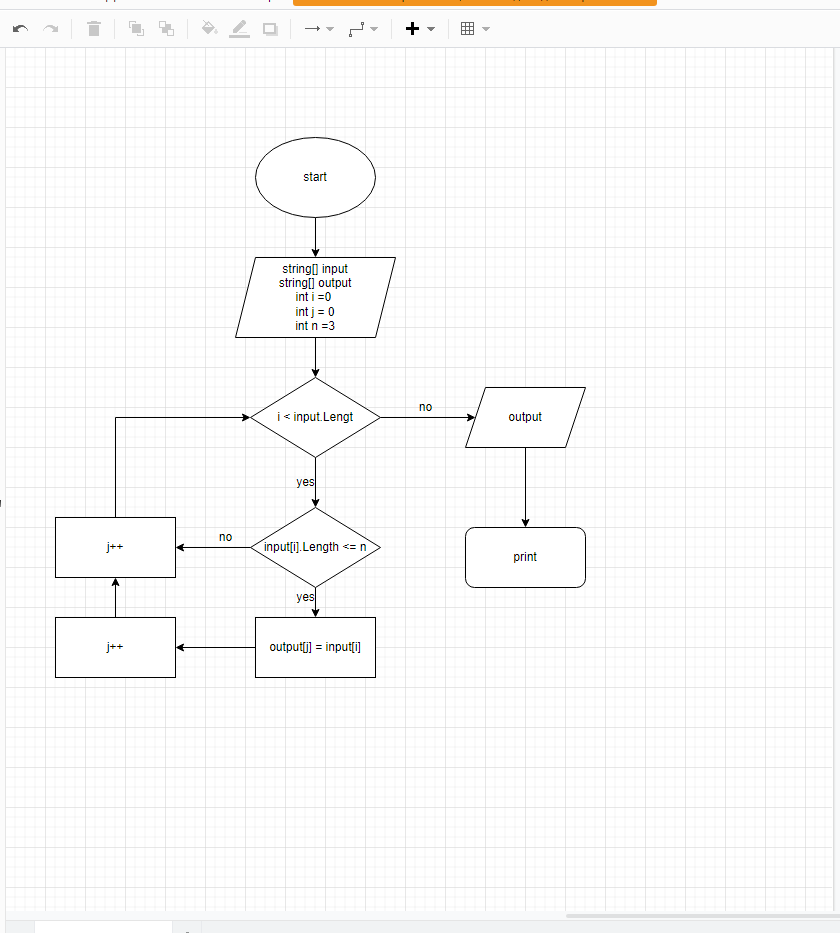 start
string[] input
string[] output
int i =0
int j = 0
int n =3
i < input.Lengt
no
output
yes
j++
no
input[i].Length <= n
print
yes
j++
output[j] = input[i]